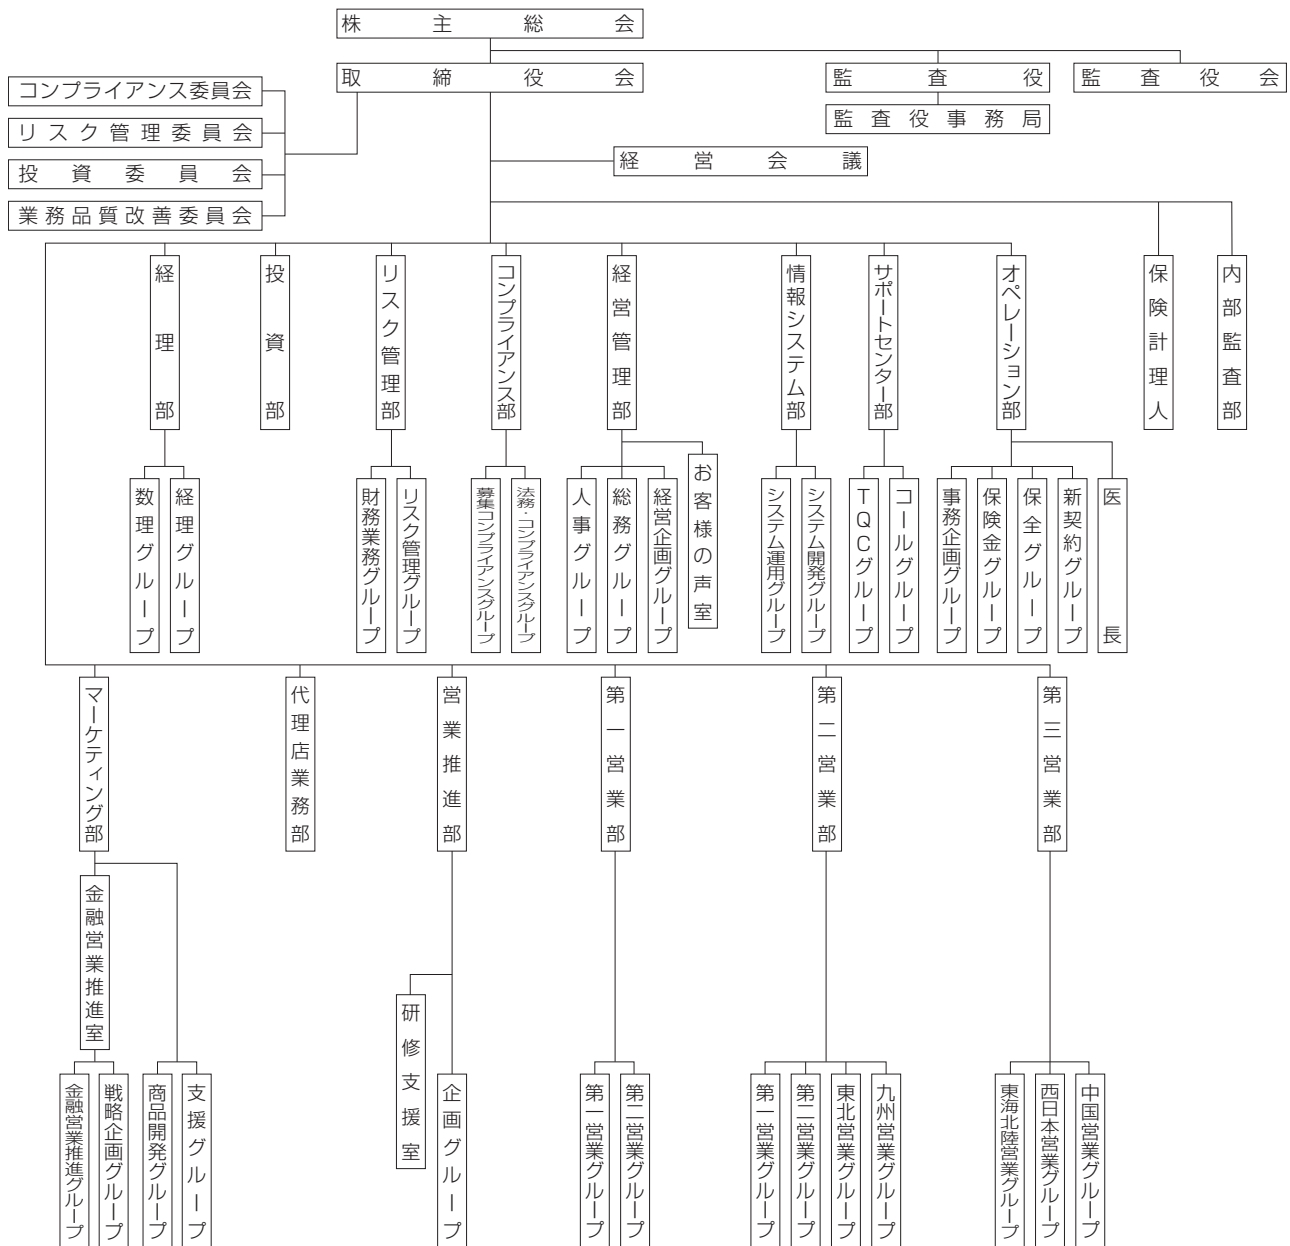 株主総会
取締役会
監査役
監査役会
コンプライアンス委員会
リスク管理委員会
投資委員会
業務品質改善委員会
監査役事務局
経営会議
経理部
投資部
リスク管理部
コンプライアンス部
経営管理部
情報システム部
サポートセンター部
オペレーション部
保険計理人
内部監査部
数理グループ
経理グループ
財務業務グループ
リスク管理グループ
募集コンプライアンスグループ
法務・コンプライアンスグループ
人事グループ
総務グループ
経営企画グループ
お客様の声室
システム運用グループ
システム開発グループ
TQCグループ
コールグループ
事務企画グループ
保険金グループ
保全グループ
新契約グループ
医長
マーケティング部
代理店業務部
営業推進部
第一営業部
第二営業部
第三営業部
金融営業推進室
研修支援室
金融営業推進グループ
戦略企画グループ
商品開発グループ
支援グループ
企画グループ
第一営業グループ
第二営業グループ
第一営業グループ
第二営業グループ
東北営業グループ
九州営業グループ
東海北陸営業グループ
西日本営業グループ
中国営業グループ